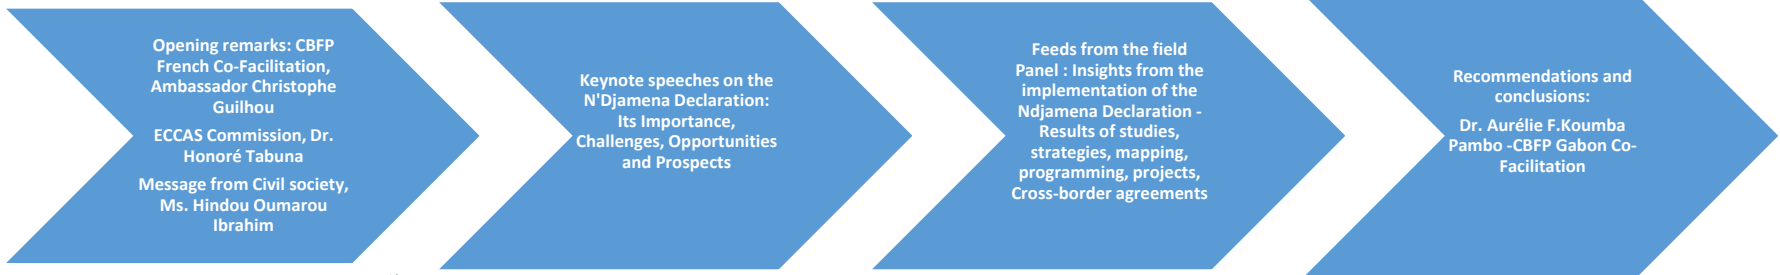 Opening remarks: CBFP
French Co-Facilitation,
Ambassador Christophe
Guilhou
ECCAS Commission, Dr.
Honoré Tabuna
Message from Civil society,
Ms. Hindou Oumarou
Ibrahim
Keynote speeches on the
N'Djamena Declaration:
Its Importance,
Challenges, Opportunities
and Prospects
Feeds from the field
Panel : Insights from the
implementation of the
Ndjamena Declaration -
Results of studies,
strategies, mapping,
programming, projects,
Cross-border agreements
Recommendations and
conclusions:
Dr. Aurélie F.Koumba
Pambo -CBFP Gabon Co-
Facilitation